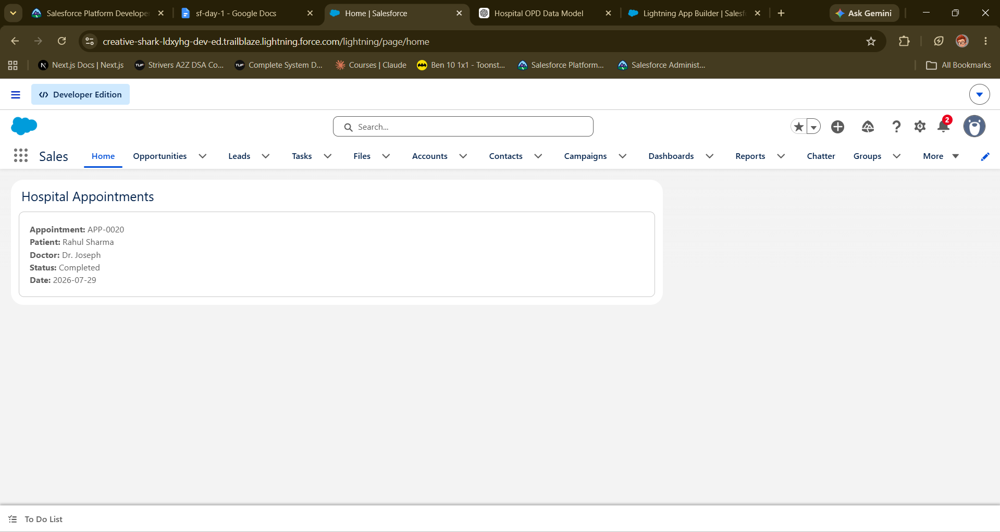 Salesforce Platform Develope
sf-day-1 - Google Docs
Home | Salesforce
Hospital OPD Data Model
Lightning App Builder | Salesf
Ask Gemini
creative-shark-ldxyhg-dev-ed.trailblaze.lightning.force.com/lightning/page/home
Next.js Docs | Next.js
Strivers A2Z DSA Co...
Complete System D...
Courses | Claude
Ben 10 1x1 - Toonst...
Salesforce Platform...
Salesforce Administ...
All Bookmarks
Developer Edition
Search...
2
Sales
Home
Opportunities
Leads
Tasks
Files
Accounts
Contacts
Campaigns
Dashboards
Reports
Chatter
Groups
More
Hospital Appointments
Appointment: APP-0020
Patient: Rahul Sharma
Doctor: Dr. Joseph
Status: Completed
Date: 2026-07-29
To Do List